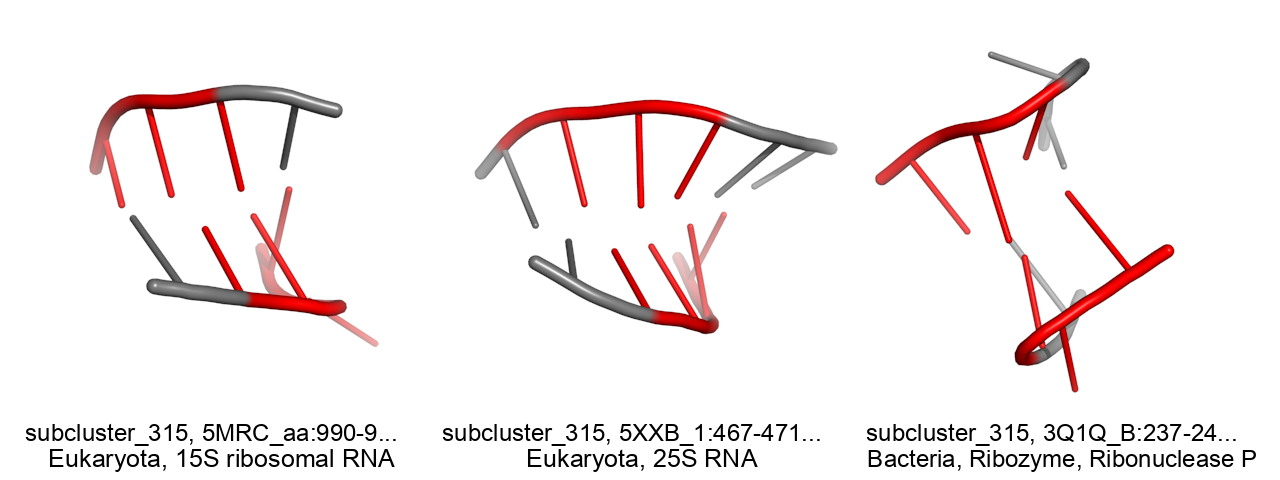 subcluster_315, 5MRC_aa:990-9...
Eukaryota, 15S ribosomal RNA
subcluster_315, 5XXB_1:467-471...
Eukaryota, 25S RNA
subcluster_315, 3Q1Q_B:237-24...
Bacteria, Ribozyme, Ribonuclease P